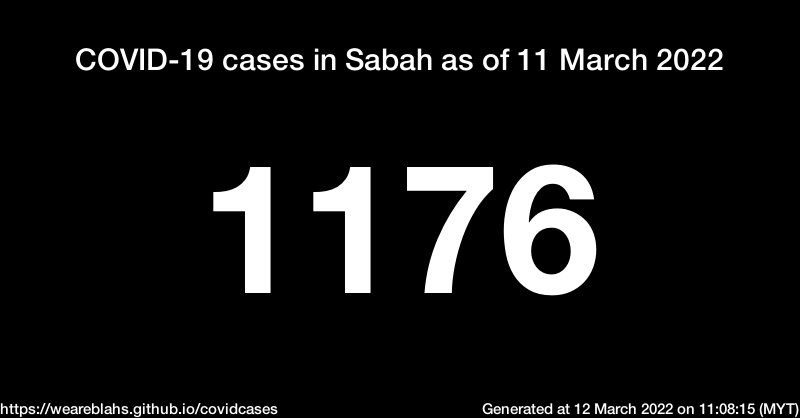 COVID-19 cases in Sabah as of 11 March 2022
1176
https://weareblahs.github.io/covidcases
Generated at 12 March 2022 on 11:08:15 (MYT)